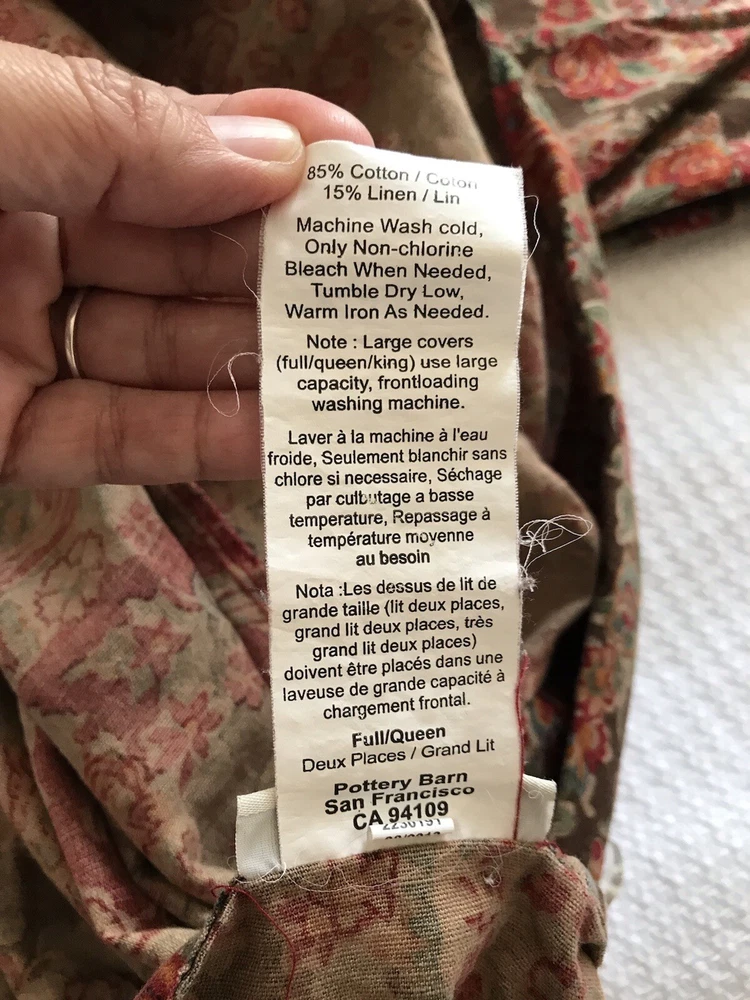 85% Cotton / Coton
15% Linen / Lin
Machine Wash cold,
Only Non-chlorine
Bleach When Needed,
Tumble Dry Low,
Warm Iron As Needed.
Note : Large covers
(full/queen/king) use large
capacity, frontloading
washing machine.
Laver à la machine à l'eau
froide, Seulement blanchir sans
chlore si necessaire, Séchage
par culbutage a basse
temperature, Repassage à
température moyenne
au besoin
Nota :Les dessus de lit de
grande taille (lit deux places,
grand lit deux places, très
grand lit deux places)
doivent être placés dans une
laveuse de grande capacité à
chargement frontal.
Full/Queen
Deux Places / Grand Lit
Pottery Barn
San Francisco
CA 94109